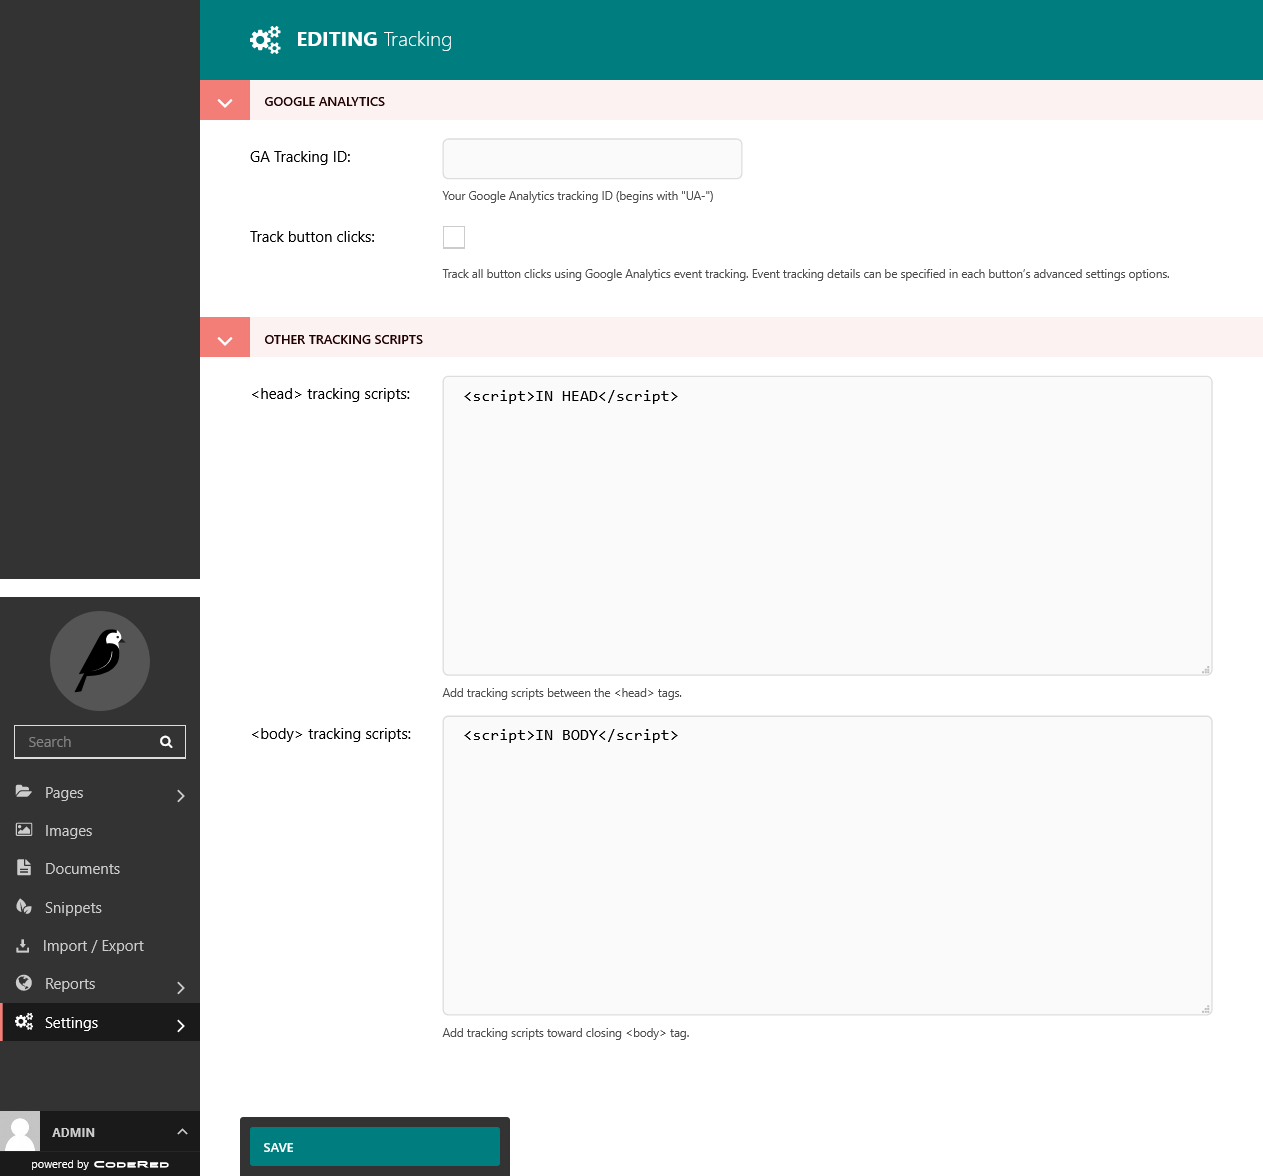 EDITING Tracking
GOOGLE ANALYTICS
GA Tracking ID:
Your Google Analytics tracking ID (begins with "UA-")
Track button clicks:
Track all button clicks using Google Analytics event tracking. Event tracking details can be specified in each button's advanced settings options.
OTHER TRACKING SCRIPTS
<head> tracking scripts:
<script>IN HEAD</script>
Add tracking scripts between the <head> tags.
<body> tracking scripts:
<script>IN BODY</script>
Add tracking scripts toward closing <body> tag.
Search
Pages
Images
Documents
Snippets
Import / Export
Reports
Settings
ADMIN
powered by CODERED
SAVE